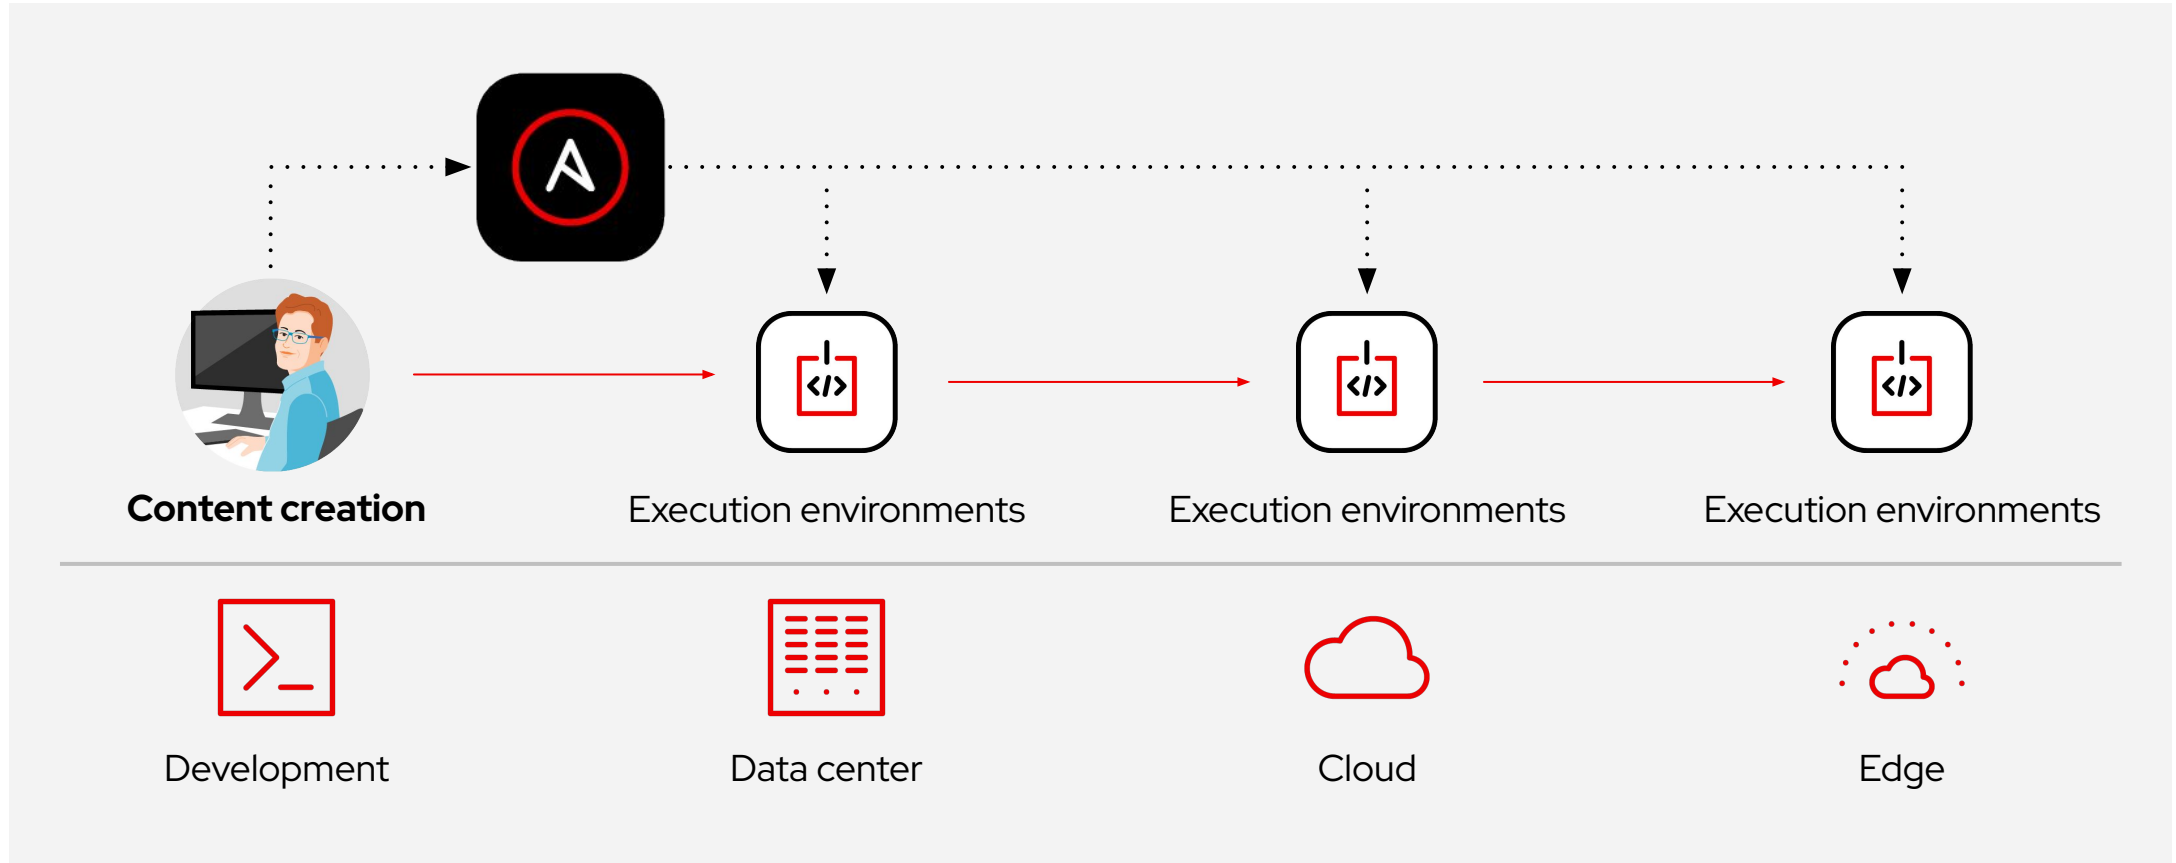 Content creation
Execution environments
Execution environments
Execution environments
Development
Data center
Cloud
Edge